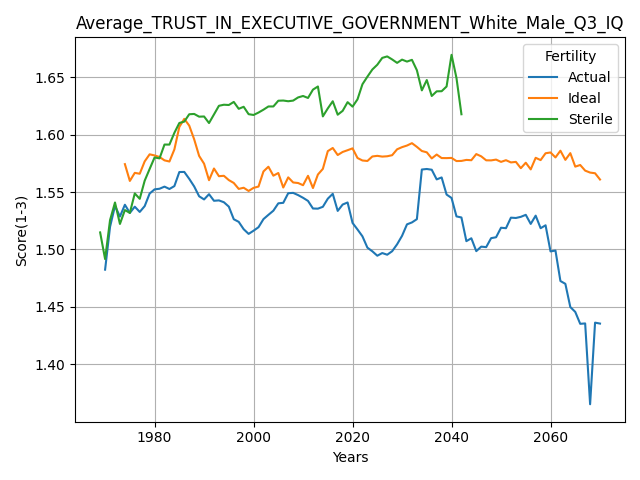 Average_TRUST_IN_EXECUTIVE_GOVERNMENT_White_Male_Q3_IQ
Fertility
Actual
Ideal
Sterile
Score(1-3)
1.65
1.60
1.55
1.50
1.45
1.40
1980
2000
2020
2040
2060
Years